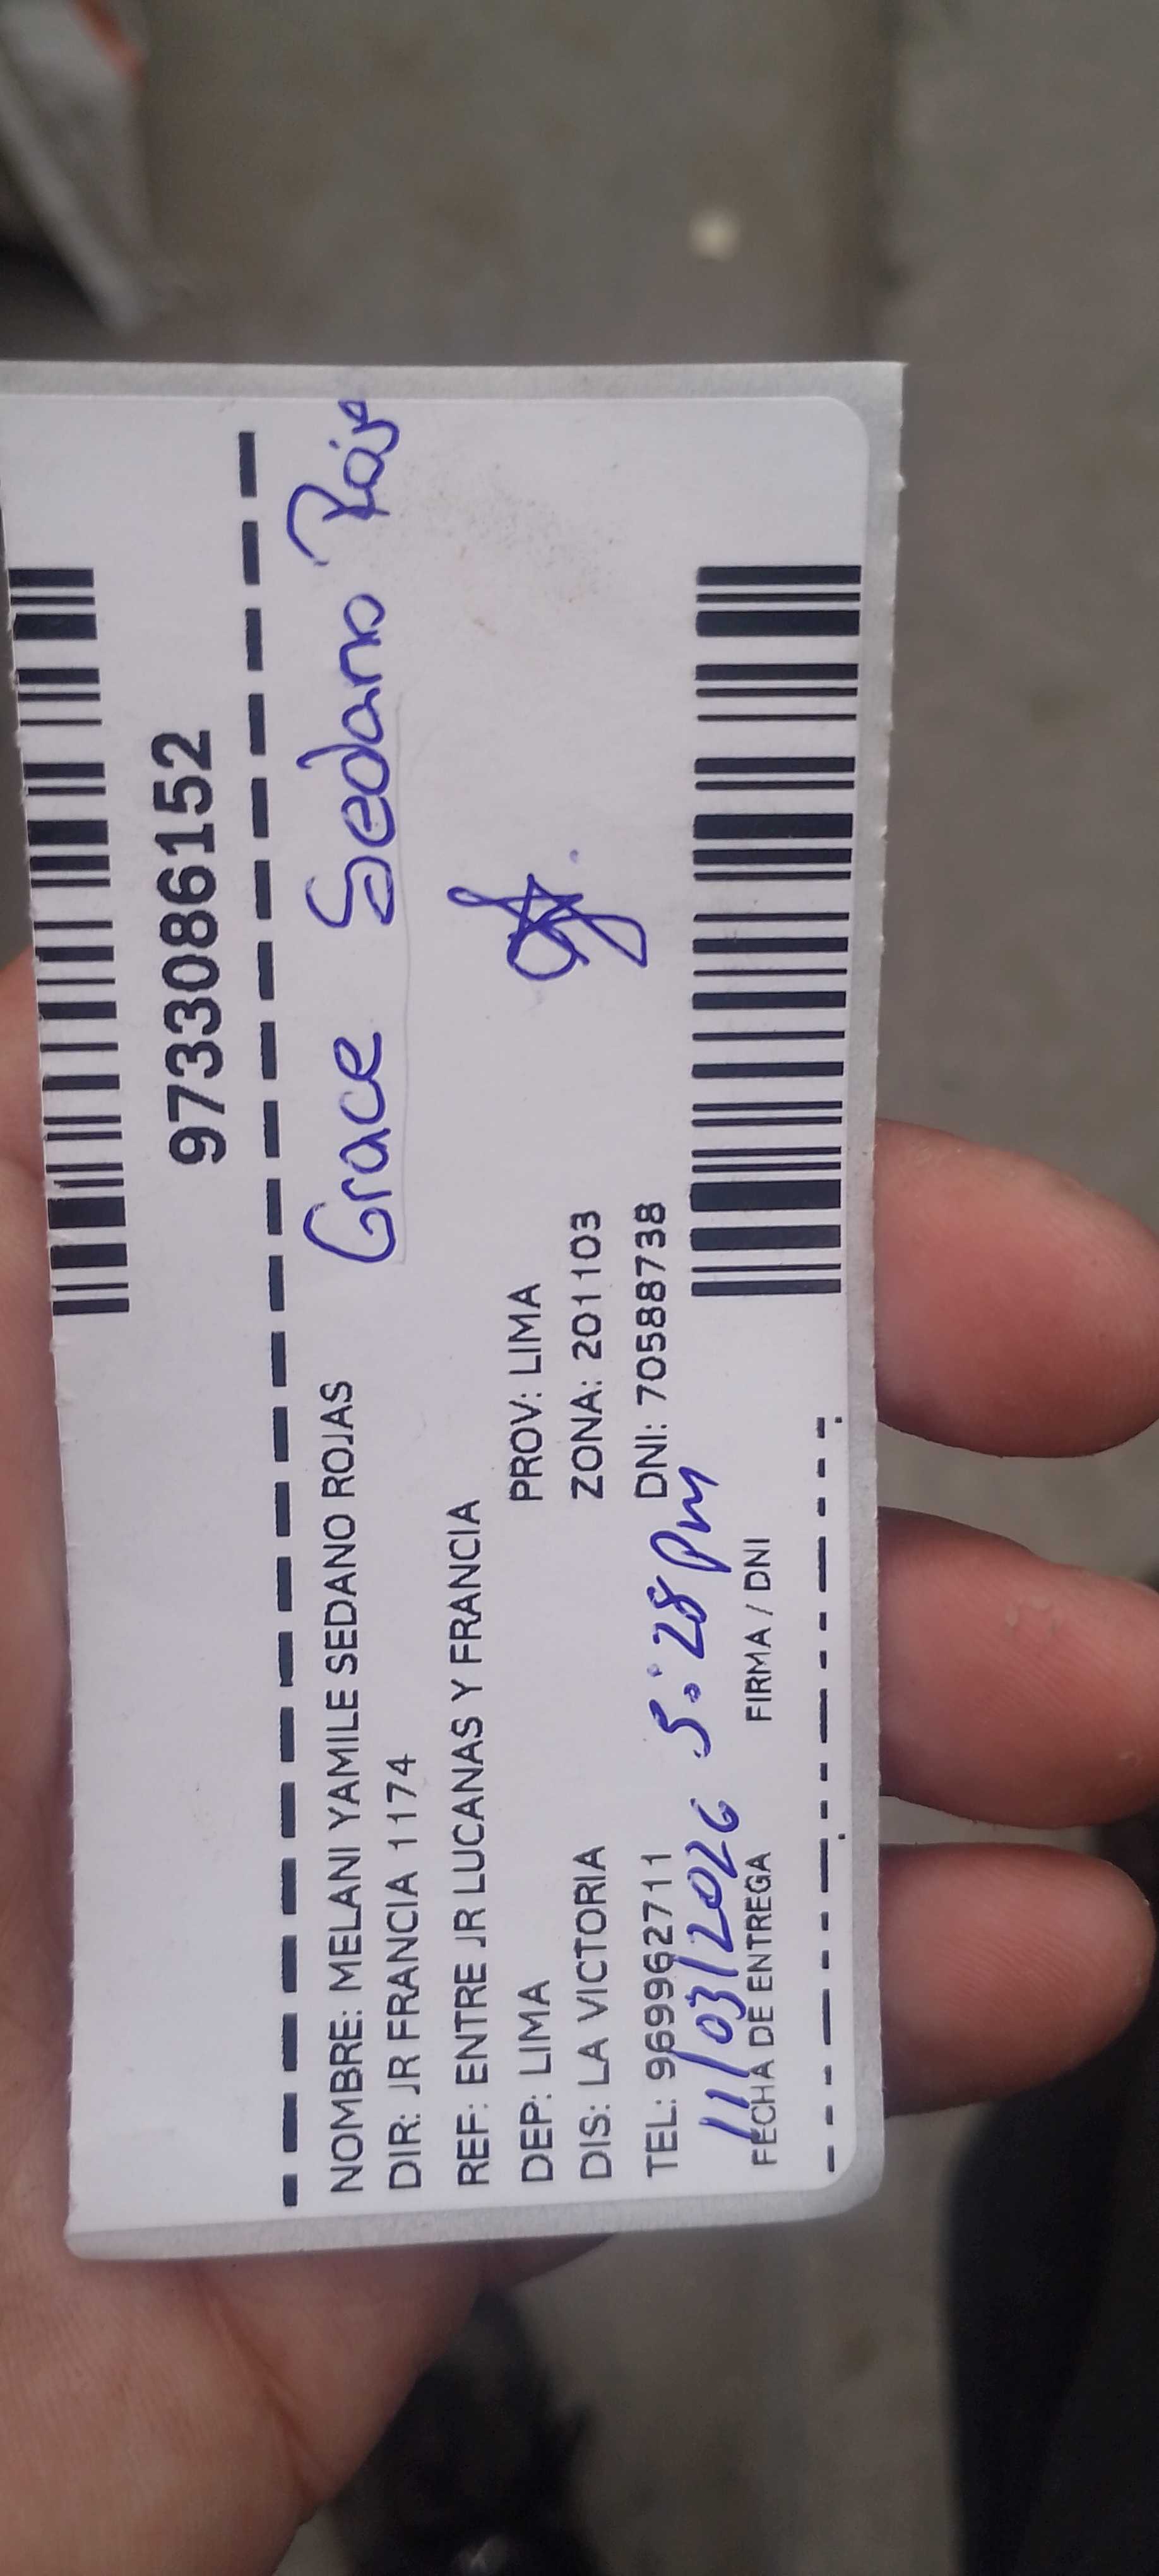 9733086152
Grace Sedano
NOMBRE: MELANI YAMILE SEDANO ROJAS
DIR: JR FRANCIA 1174
REF: ENTRE JR LUCANAS Y FRANCIA
DEP: LIMA PROV: LIMA
DIS: LA VICTORIA ZONA: 201103
TEL: 969962711 DNI: 70588738
11/03/2026 5:28 pm
FECHA DE ENTREGA FIRMA / DNI